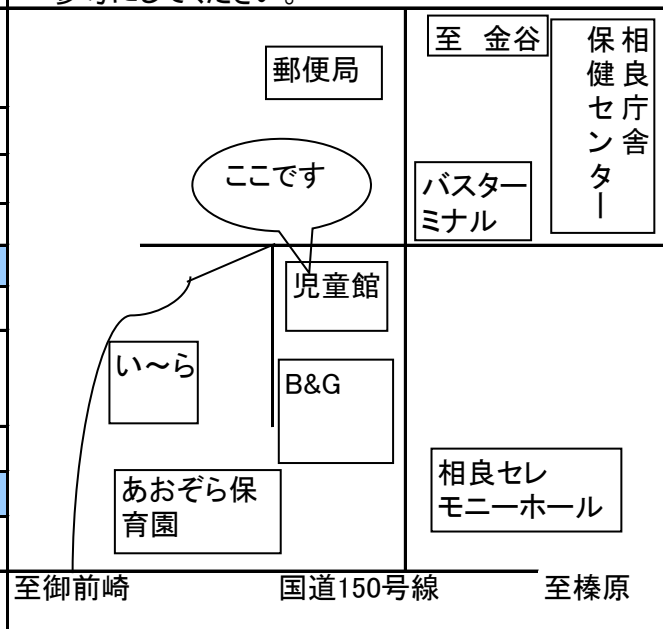 参考にしてください。
至 金谷
相良庁舎
保健センター
郵便局
ここです
バスター
ミナル
児童館
い～ら
B&G
あおぞら保
育園
相良セレ
モニーホール
至御前崎
国道150号線
至榛原